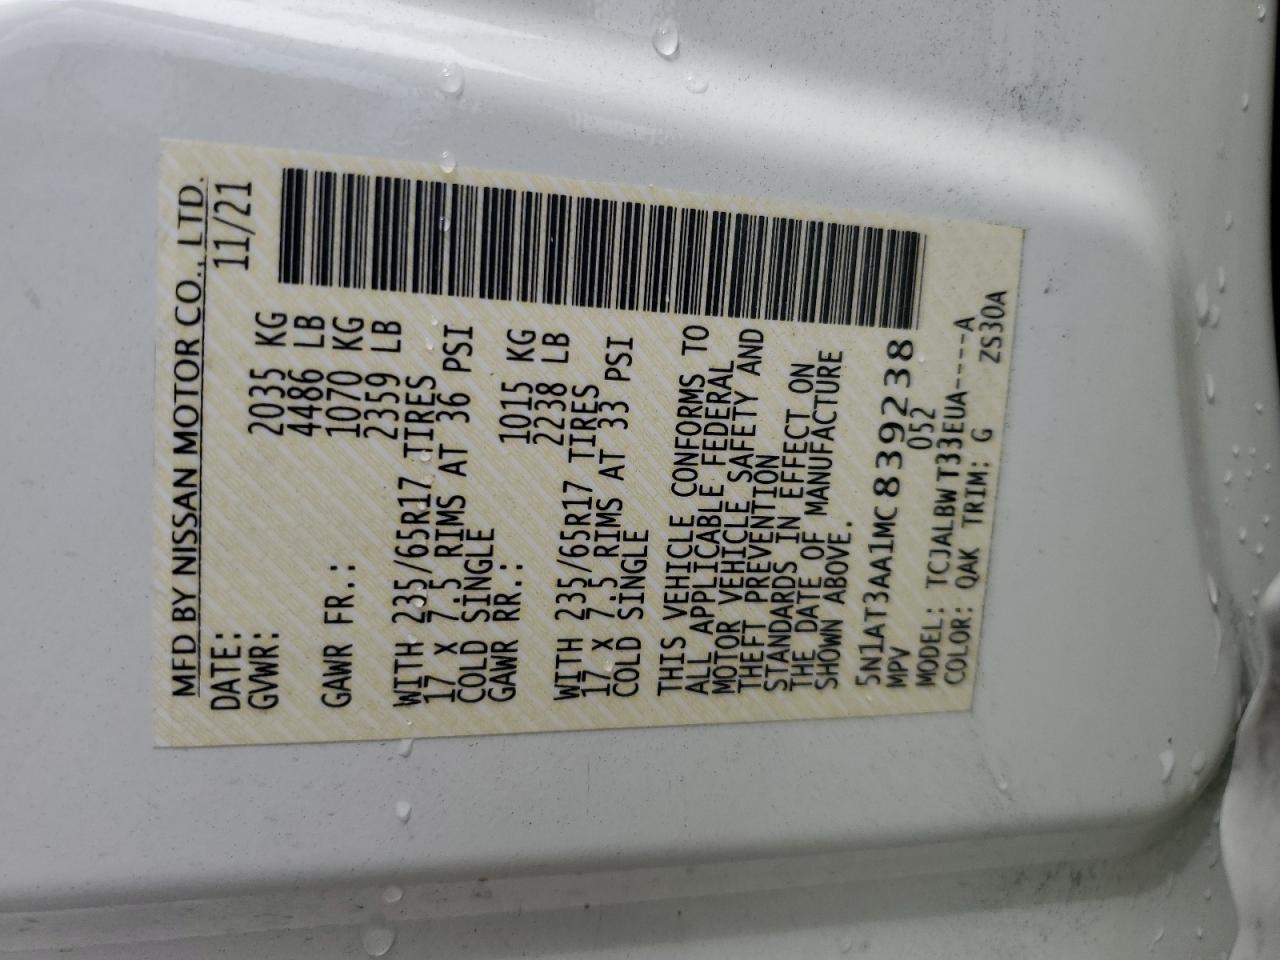 MFD BY NISSAN MOTOR CO., LTD.
DATE: 11/21
GVWR: 2035 KG
4486 LB
GAWR FR.: 1070 KG
2359 LB
WITH 235/65R17 TIRES
17 X 7.5 RIMS AT 36 PSI
COLD SINGLE
GAWR RR.: 1015 KG
2238 LB
WITH 235/65R17 TIRES
17 X 7.5 RIMS AT 33 PSI
COLD SINGLE
THIS VEHICLE CONFORMS TO
ALL APPLICABLE FEDERAL
MOTOR VEHICLE SAFETY AND
THEFT PREVENTION
STANDARDS IN EFFECT ON
THE DATE OF MANUFACTURE
SHOWN ABOVE.
5N1AT3AA1MC839238
MPV 052
MODEL: TCJALBWT33EUA-----A
COLOR: QAK TRIM: G ZS30A